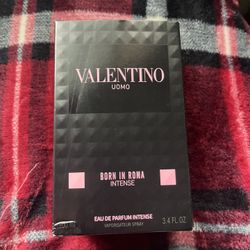 VALENTINO
UOMO
BORN IN ROMA
INTENSE
EAU DE PARFUM INTENSE
VAPORISATEUR SPRAY
3.4 FL.OZ